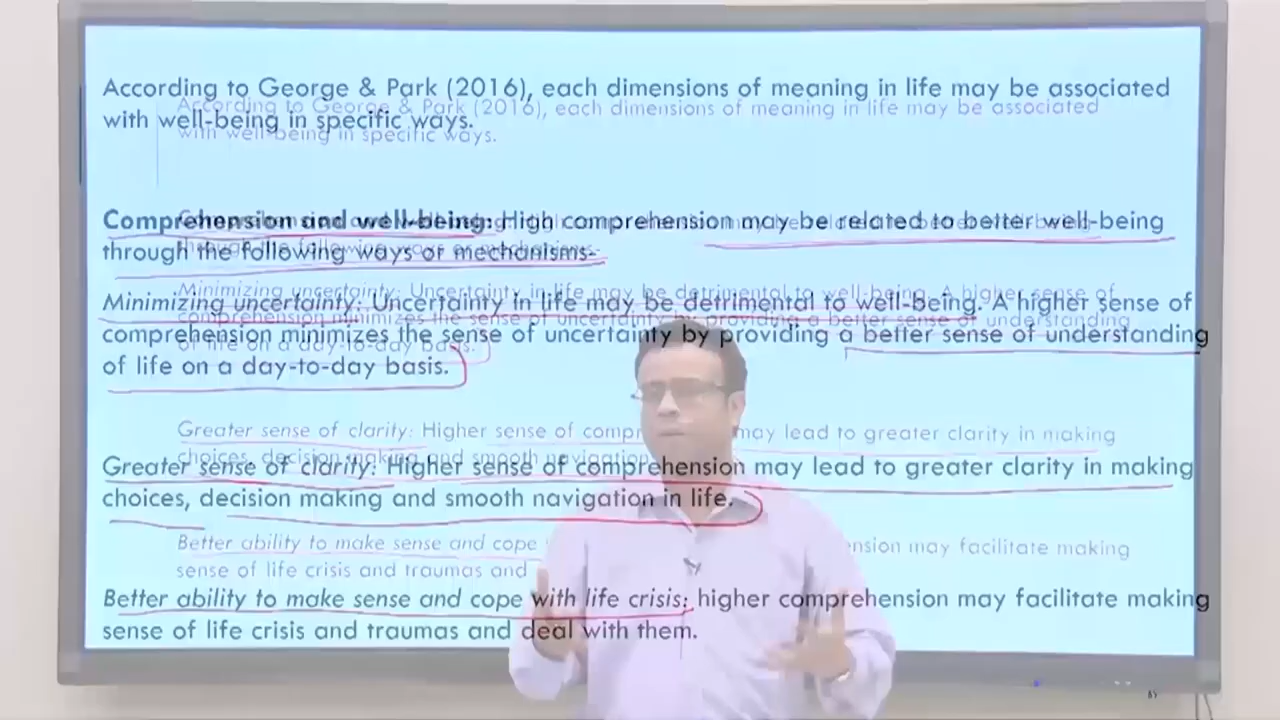 According to George & Park (2016), each dimensions of meaning in life may be associated
with well-being in specific ways.
Comprehension and well-being: High comprehension may be related to better well-being
through the following ways or mechanisms-
Minimizing uncertainty: Uncertainty in life may be detrimental to well-being. A higher sense of
comprehension minimizes the sense of uncertainty by providing a better sense of understanding
of life on a day-to-day basis.
Greater sense of clarity: Higher sense of comprehension may lead to greater clarity in making
choices, decision making and smooth navigation in life.
Better ability to make sense and cope with life crisis: higher comprehension may facilitate making
sense of life crisis and traumas and deal with them.